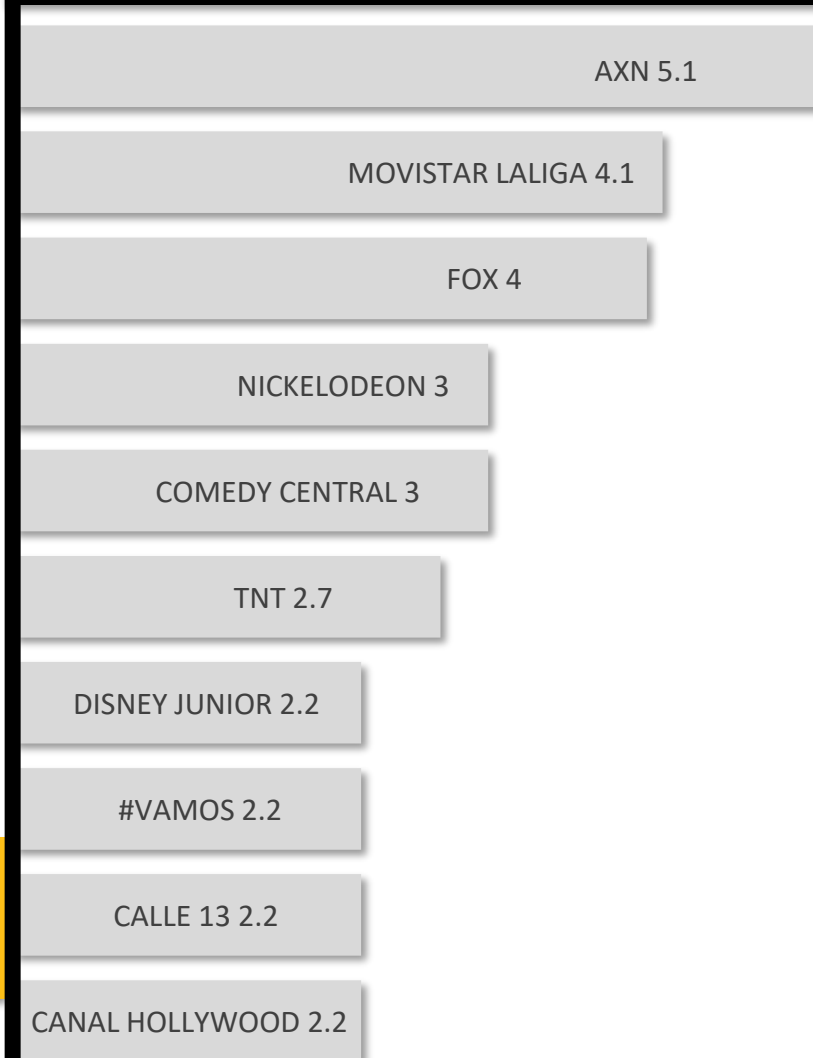 AXN 5.1
MOVISTAR LALIGA 4.1
FOX 4
NICKELODEON 3
COMEDY CENTRAL 3
TNT 2.7
DISNEY JUNIOR 2.2
#VAMOS 2.2
CALLE 13 2.2
CANAL HOLLYWOOD 2.2